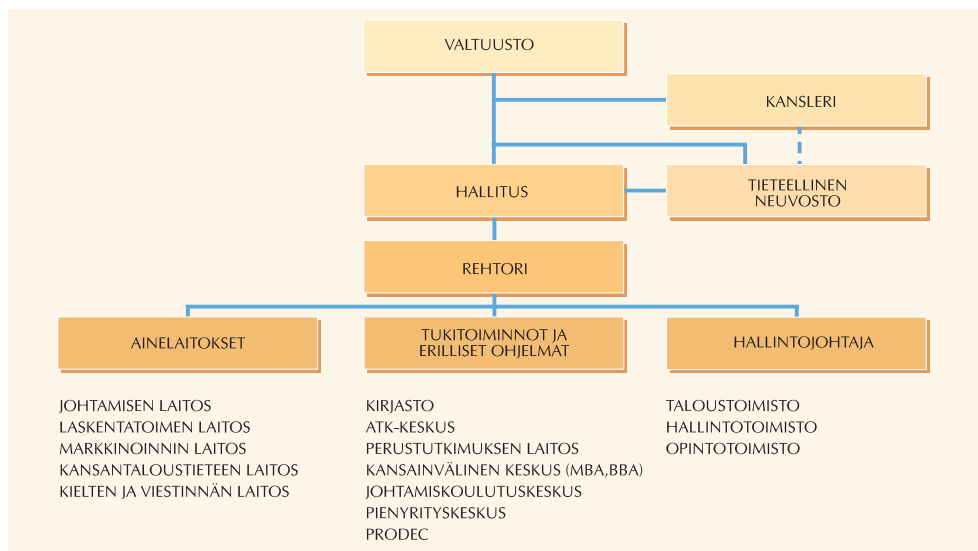 VALTUUSTO
KANSLERI
HALLITUS
TIETEELLINEN
NEUVOSTO
REHTORI
AINELAITOKSET
TUKITOIMINNOT JA
ERILLISET OHJELMAT
HALLINTOJOHTAJA
JOHTAMISEN LAITOS
LASKENTATOIMEN LAITOS
MARKKINOINNIN LAITOS
KANSANTALOUSTIETEEN LAITOS
KIELTEN JA VIESTINNÄN LAITOS
KIRJASTO
ATK-KESKUS
PERUSTUTKIMUKSEN LAITOS
KANSAINVÄLINEN KESKUS (MBA,BBA)
JOHTAMISKOULUTUSKESKUS
PIENYRITYSKESKUS
PRODEC
TALOUSTOIMISTO
HALLINTOTOIMISTO
OPINTOTOIMISTO